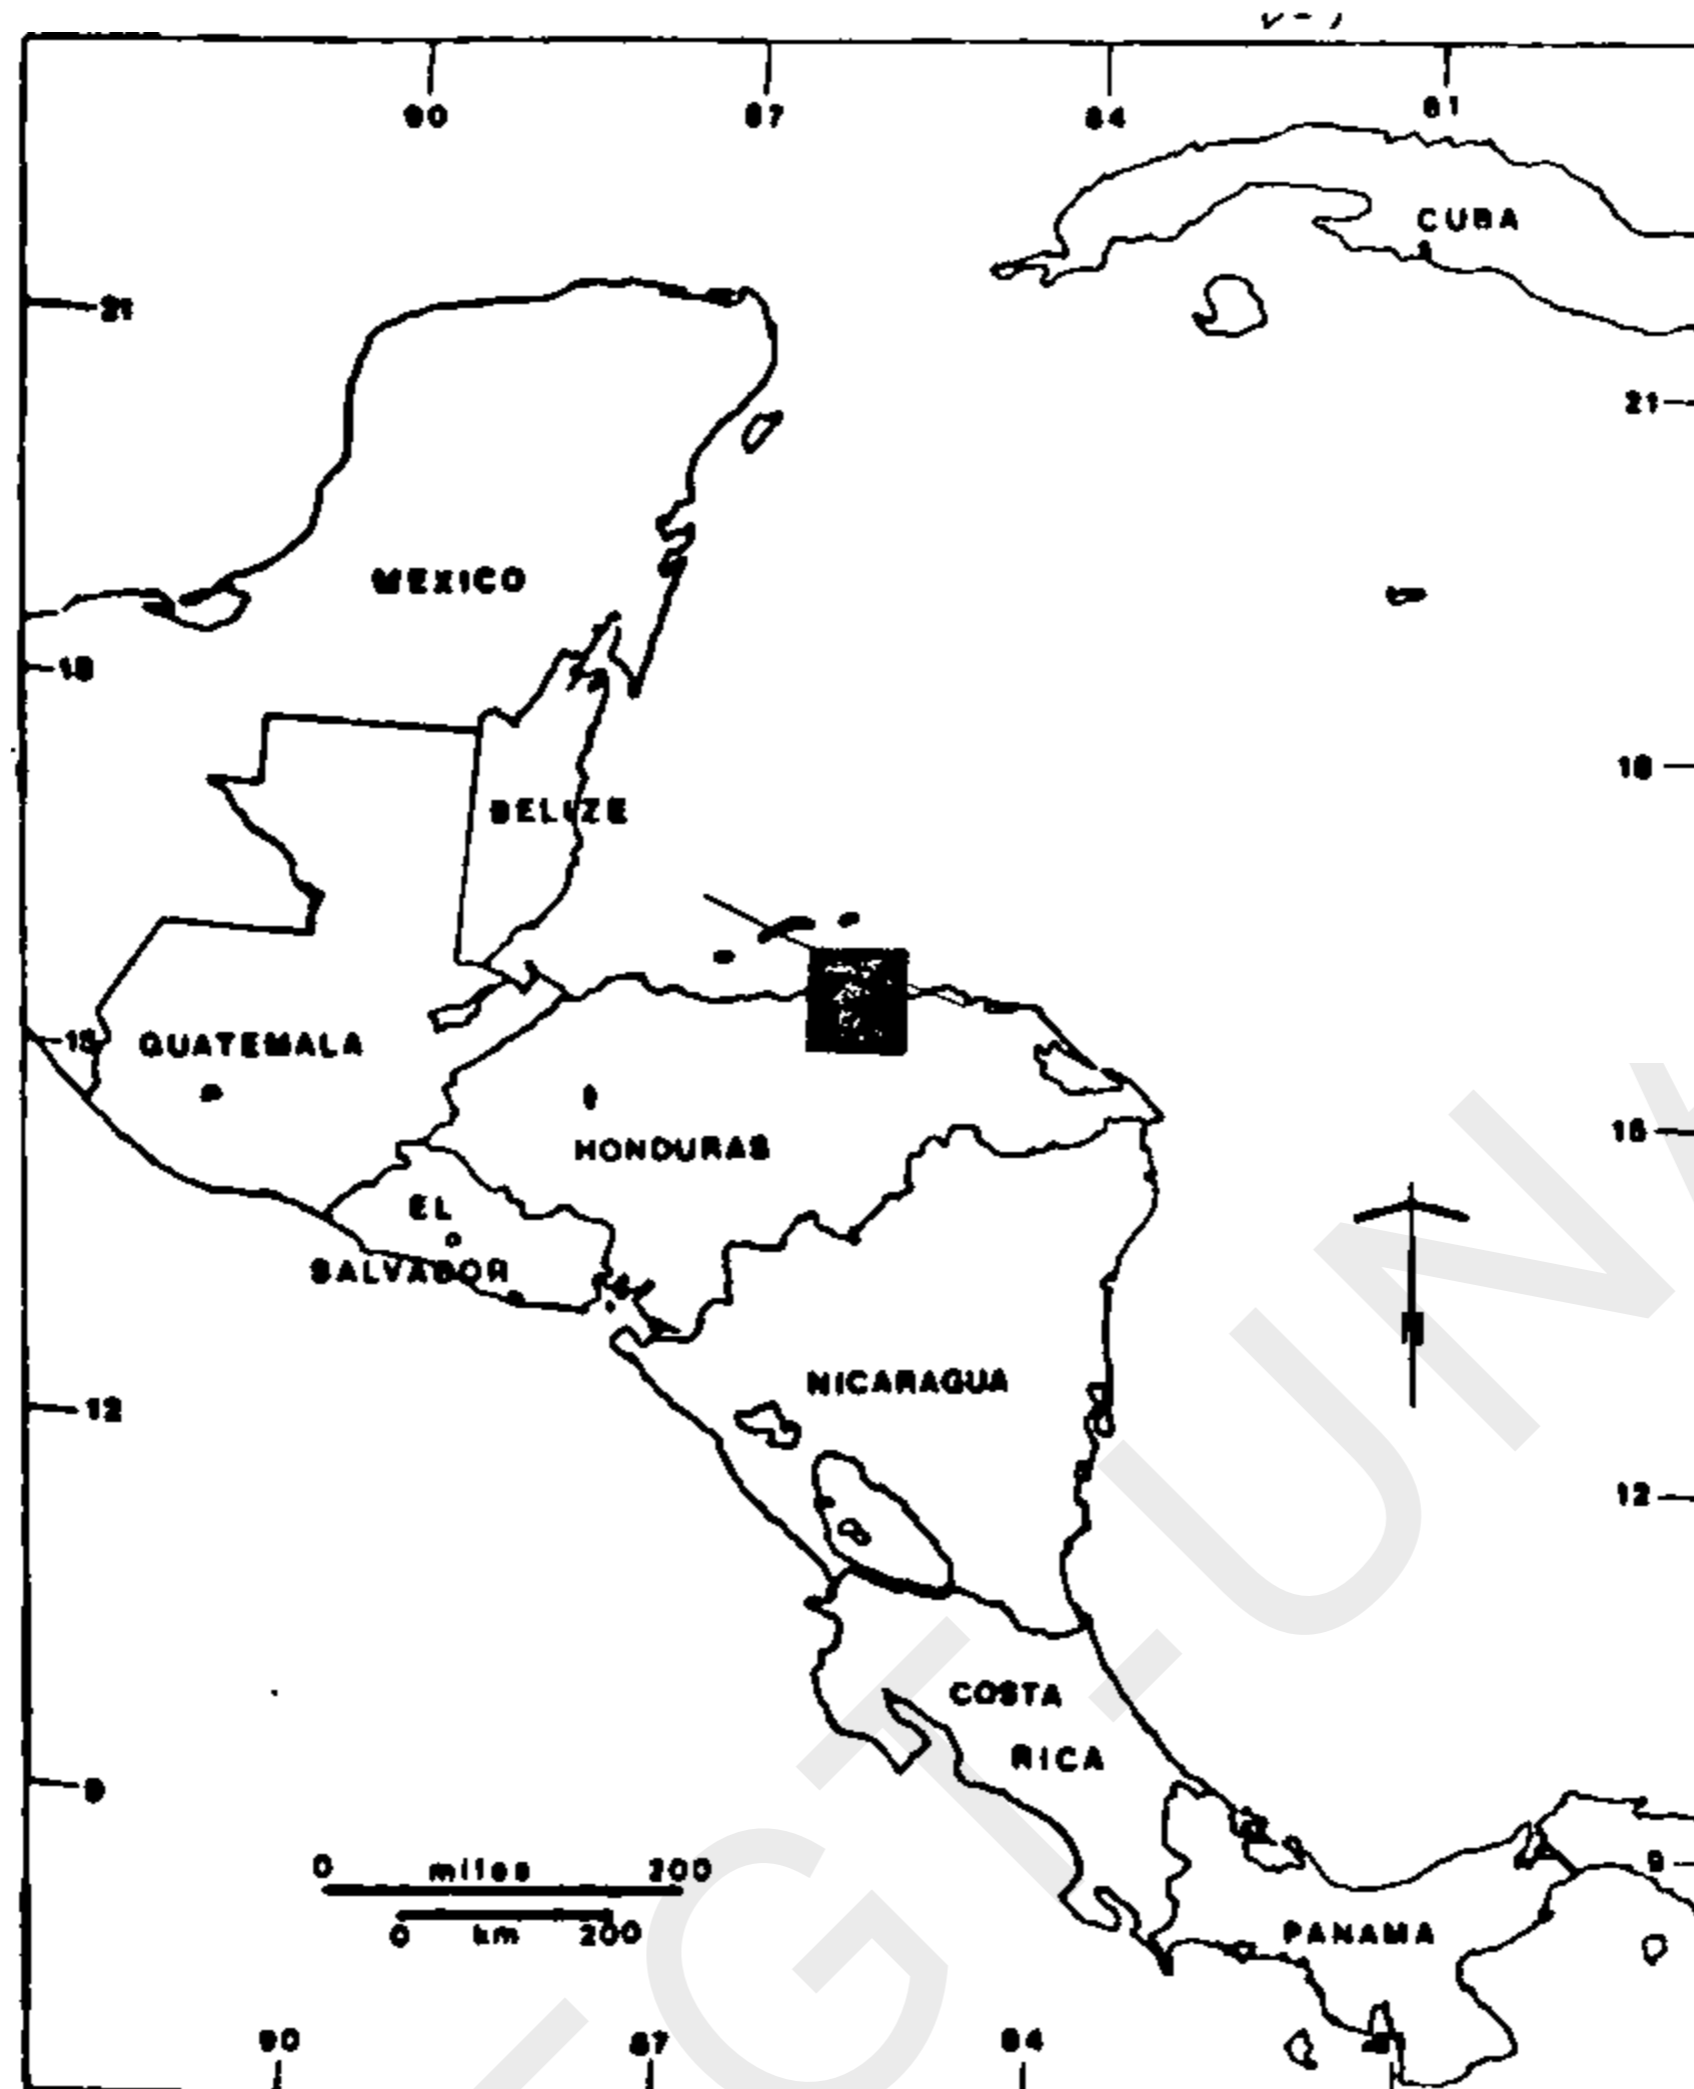 90 87 84 81
CUBA
21
21
MEXICO
18
18
BELIZE
15
GUATEMALA
15
HONDURAS
EL
SALVADOR
NICARAGUA
12
12
COSTA
RICA
9
0 miles 200
9
0 km 200
PANAMA
90 87 84